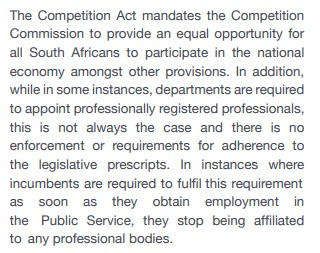 The Competition Act mandates the Competition
Commission to provide an equal opportunity for
all South Africans to participate in the national
economy amongst other provisions. In addition,
while in some instances, departments are required
to appoint professionally registered professionals,
this is not always the case and there is no
enforcement or requirements for adherence to
the legislative prescripts. In instances where
incumbents are required to fulfil this requirement
as soon as they obtain employment in
the Public Service, they stop being affiliated
to any professional bodies.